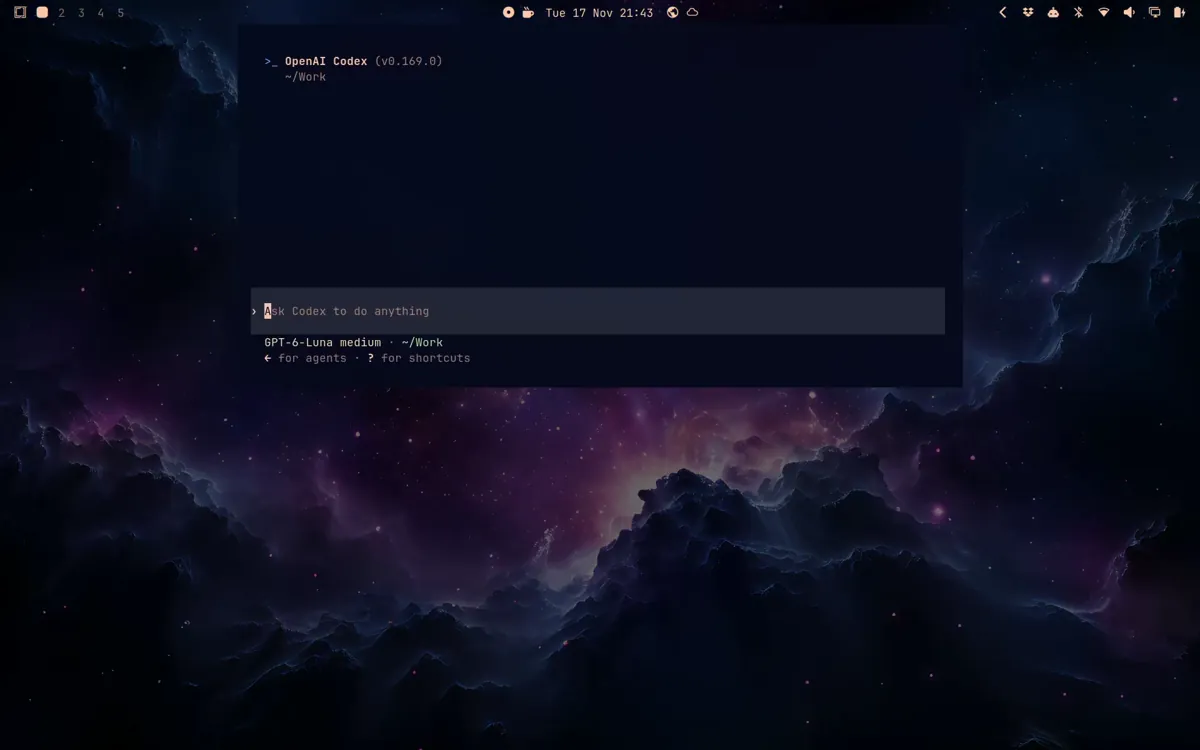 2 3 4 5
Tue 17 Nov 21:43
>_ OpenAI Codex (v0.169.0)
~/Work
› Ask Codex to do anything
GPT-6-Luna medium · ~/Work
← for agents · ? for shortcuts